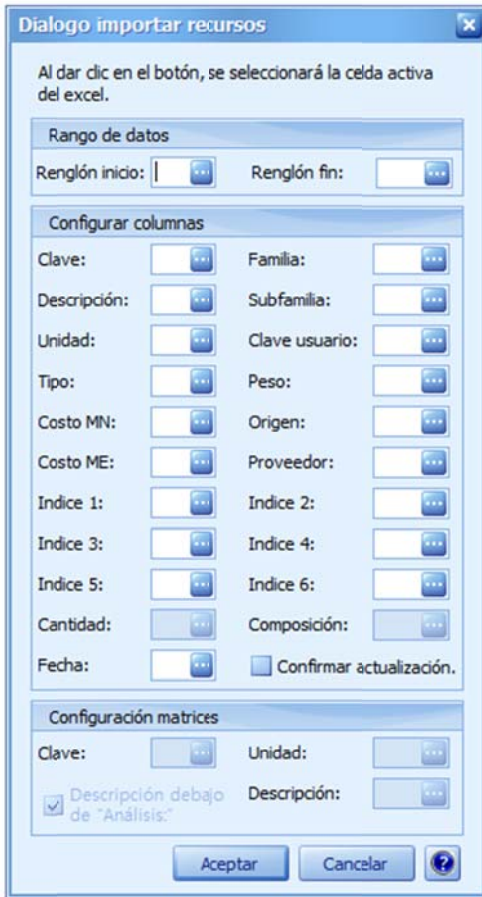 Dialogo importar recursos
Al dar clic en el botón, se seleccionará la celda activa
del excel.
Rango de datos
Renglón inicio: ... Renglón fin: ...
Configurar columnas
Clave: ... Familia: ...
Descripción: ... Subfamilia: ...
Unidad: ... Clave usuario: ...
Tipo: ... Peso: ...
Costo MN: ... Origen: ...
Costo ME: ... Proveedor: ...
Indice 1: ... Indice 2: ...
Indice 3: ... Indice 4: ...
Indice 5: ... Indice 6: ...
Cantidad: ... Composición: ...
Fecha: ... Confirmar actualización.
Configuración matrices
Clave: ... Unidad: ...
Descripción debajo
de "Análisis:"
Descripción: ...
Aceptar Cancelar ?